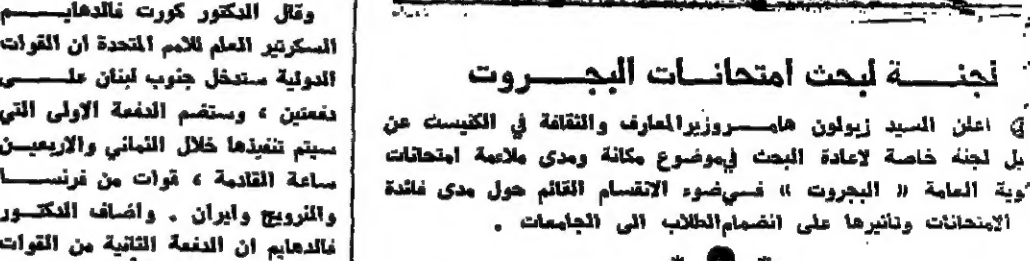 لجنة لبحث امتحانات البجروت
اعلن السيد زبولون هامر وزير المعارف والثقافة في الكنيست عن
يل لجنة خاصة لاعادة البحث في موضوع مكانة ومدى ملاءمة امتحانات
وية العامة « البجروت » في ضوء الانقسام القائم حول مدى فائدة
الامتحانات وتاثيرها على انضمام الطلاب الى الجامعات .
وقال الدكتور كورت فالدهايم
السكرتير العام للامم المتحدة ان القوات
الدولية ستدخل جنوب لبنان على
دفعتين ، وستضم الدفعة الاولى التي
سيتم تنفيذها خلال الثماني والاربعين
ساعة القادمة ، قوات من فرنسا
والنرويج وايران . واضاف الدكتور
فالدهايم ان الدفعة الثانية من القوات